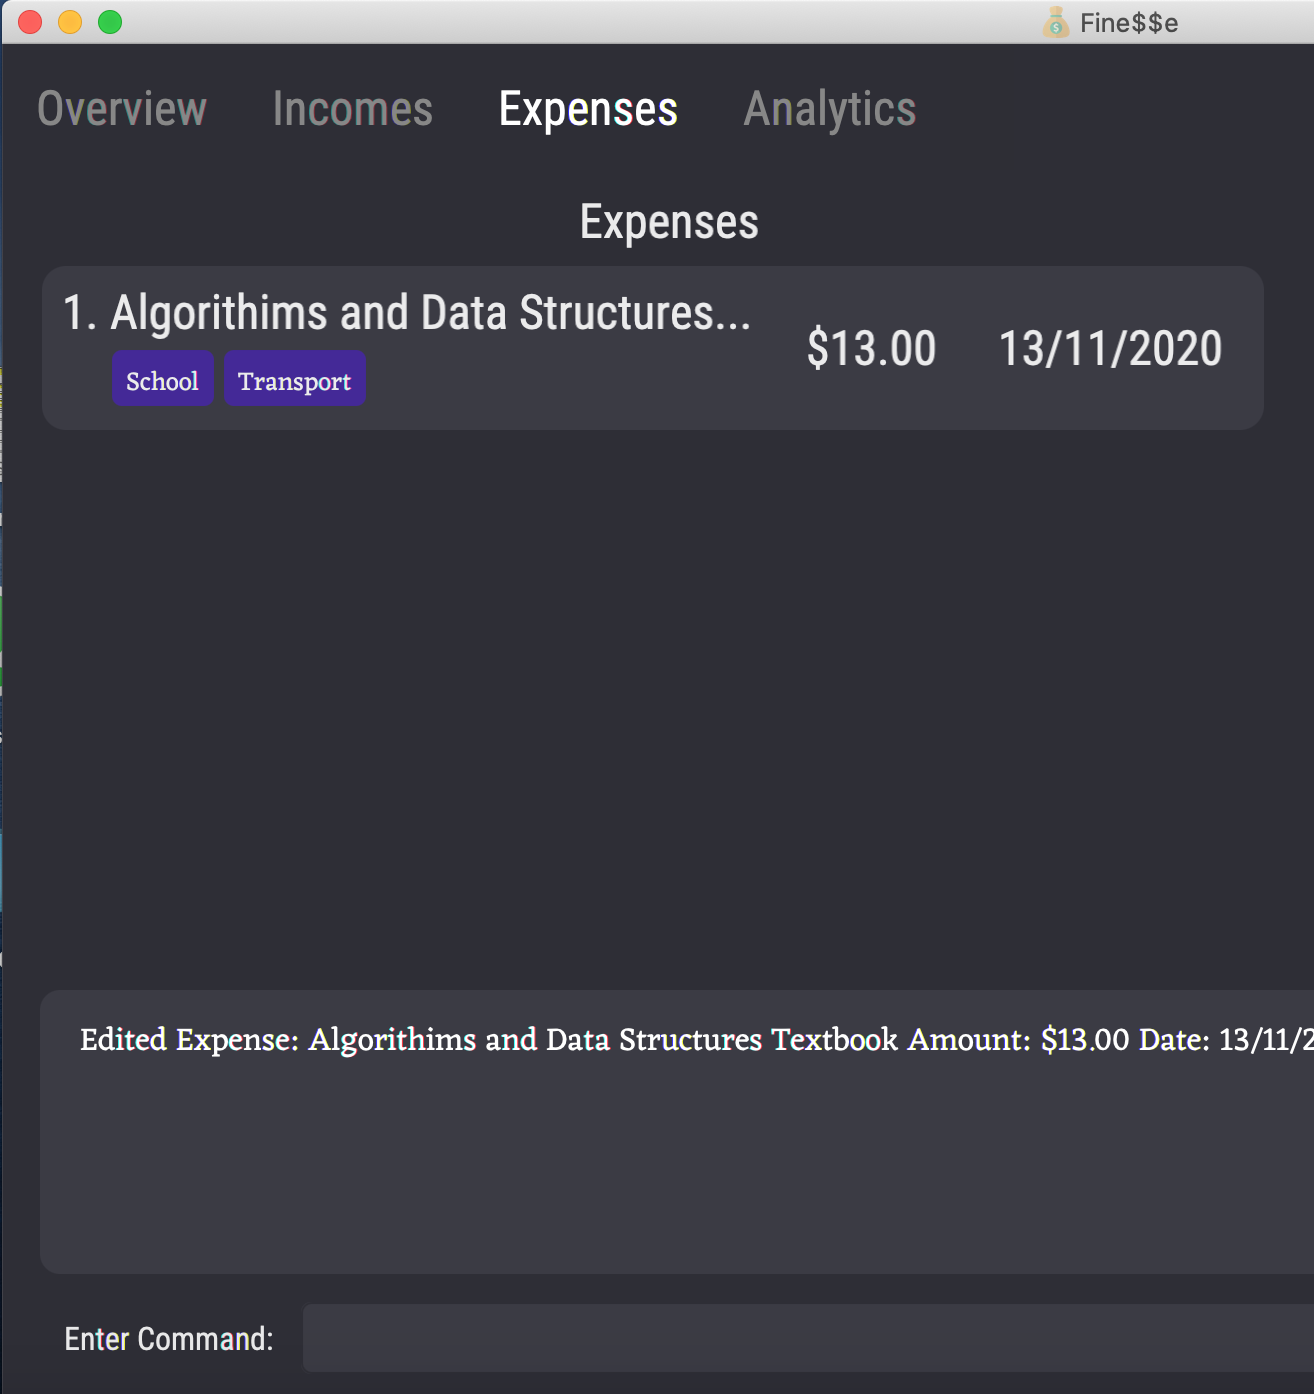 Fine$$e
Overview Incomes Expenses Analytics
Expenses
1. Algorithims and Data Structures...
$13.00 13/11/2020
School Transport
Edited Expense: Algorithims and Data Structures Textbook Amount: $13.00 Date: 13/11/2
Enter Command: